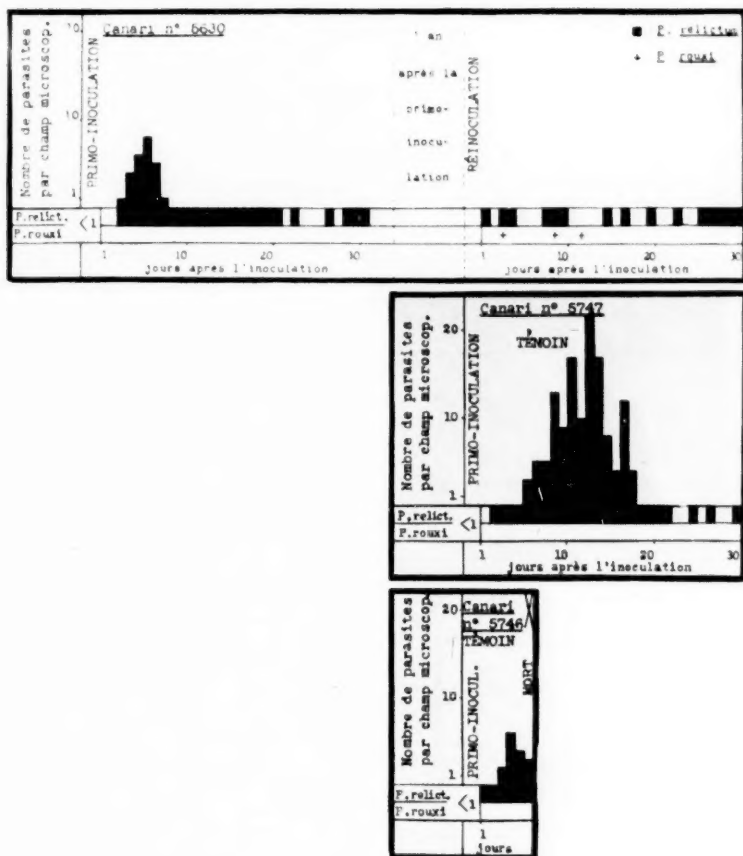 Nombre de parasites
par champ microscop.
10
1
PRIMO-INOCULATION
Canari n° 5630
1 an
après la
primo-
inocu-
lation
RÉINOCULATION
P. relictum
+ P rouxi
P.relict.
P.rouxi
<1
+ + +
1 10 20 30
jours après l'inoculation
1 10 20 30
jours après l'inoculation
Nombre de parasites
par champ microscop.
20
10
1
PRIMO-INOCULATION
Canari n° 5747
TÉMOIN
P.relict.
P.rouxi
<1
1 10 20 30
jours après l'inoculation
Nombre de parasites
par champ microscop
20
10
1
PRIMO-INOCUL.
Canari
n° 5746
TÉMOIN
MORT
P.relict.
P.rouxi
<1
1
jours